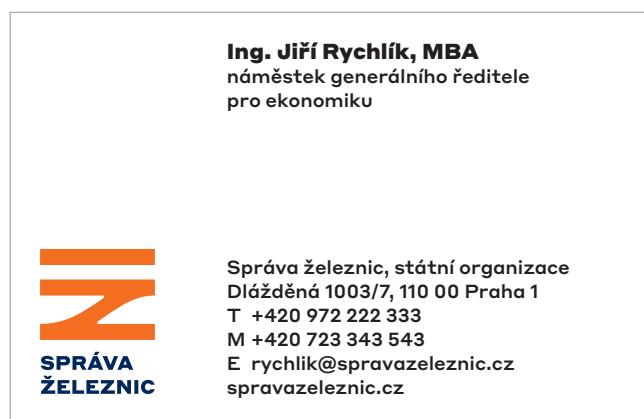 Ing. Jiří Rychlík, MBA
náměstek generálního ředitele
pro ekonomiku
SPRÁVA
ŽELEZNIC
Správa železnic, státní organizace
Dlážděná 1003/7, 110 00 Praha 1
T +420 972 222 333
M +420 723 343 543
E rychlik@spravazeleznic.cz
spravazeleznic.cz